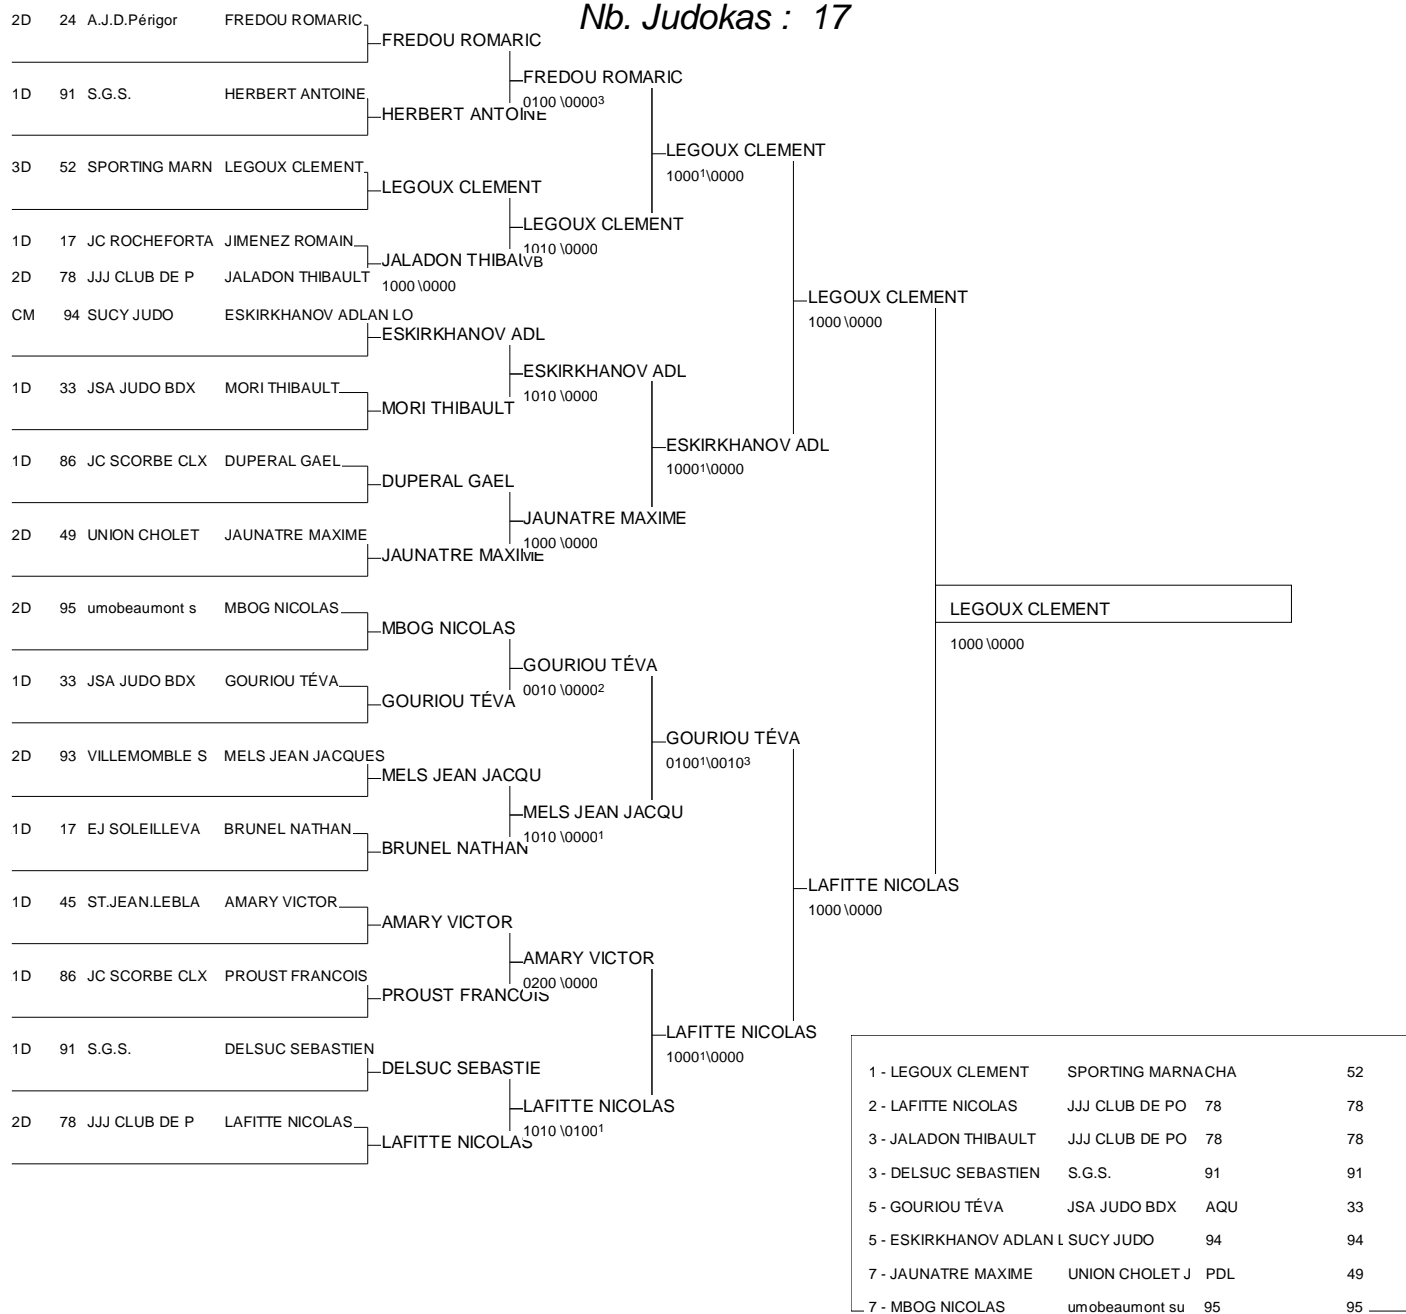 Nb. Judokas : 17
2D 24 A.J.D.Périgor FREDOU ROMARIC
FREDOU ROMARIC
FREDOU ROMARIC
0100 \0000³
1D 91 S.G.S. HERBERT ANTOINE
HERBERT ANTOINE
LEGOUX CLEMENT
1000¹\0000
3D 52 SPORTING MARN LEGOUX CLEMENT
LEGOUX CLEMENT
LEGOUX CLEMENT
1010 \0000
VB
1D 17 JC ROCHEFORTA JIMENEZ ROMAIN
JALADON THIBAU
2D 78 JJJ CLUB DE P JALADON THIBAULT
1000 \0000
LEGOUX CLEMENT
1000 \0000
CM 94 SUCY JUDO ESKIRKHANOV ADLAN LO
ESKIRKHANOV ADL
ESKIRKHANOV ADL
1010 \0000
1D 33 JSA JUDO BDX MORI THIBAULT
MORI THIBAULT
ESKIRKHANOV ADL
1000¹\0000
1D 86 JC SCORBE CLX DUPERAL GAEL
DUPERAL GAEL
JAUNATRE MAXIME
1000 \0000
2D 49 UNION CHOLET JAUNATRE MAXIME
JAUNATRE MAXIME
LEGOUX CLEMENT
1000 \0000
2D 95 umobeaumont s MBOG NICOLAS
MBOG NICOLAS
GOURIOU TÉVA
0010 \0000²
1D 33 JSA JUDO BDX GOURIOU TÉVA
GOURIOU TÉVA
GOURIOU TÉVA
0100¹\0010³
2D 93 VILLEMOMBLE S MELS JEAN JACQUES
MELS JEAN JACQU
MELS JEAN JACQU
1010 \0000¹
1D 17 EJ SOLEILLEVA BRUNEL NATHAN
BRUNEL NATHAN
LAFITTE NICOLAS
1000 \0000
1D 45 ST.JEAN.LEBLA AMARY VICTOR
AMARY VICTOR
AMARY VICTOR
0200 \0000
1D 86 JC SCORBE CLX PROUST FRANCOIS
PROUST FRANCOIS
LAFITTE NICOLAS
1000¹\0000
1D 91 S.G.S. DELSUC SEBASTIEN
DELSUC SEBASTIE
LAFITTE NICOLAS
1010 \0100¹
2D 78 JJJ CLUB DE P LAFITTE NICOLAS
LAFITTE NICOLAS
1 - LEGOUX CLEMENT SPORTING MARNACHA 52
2 - LAFITTE NICOLAS JJJ CLUB DE PO 78 78
3 - JALADON THIBAULT JJJ CLUB DE PO 78 78
3 - DELSUC SEBASTIEN S.G.S. 91 91
5 - GOURIOU TÉVA JSA JUDO BDX AQU 33
5 - ESKIRKHANOV ADLAN L SUCY JUDO 94 94
7 - JAUNATRE MAXIME UNION CHOLET J PDL 49
7 - MBOG NICOLAS umobeaumont su 95 95